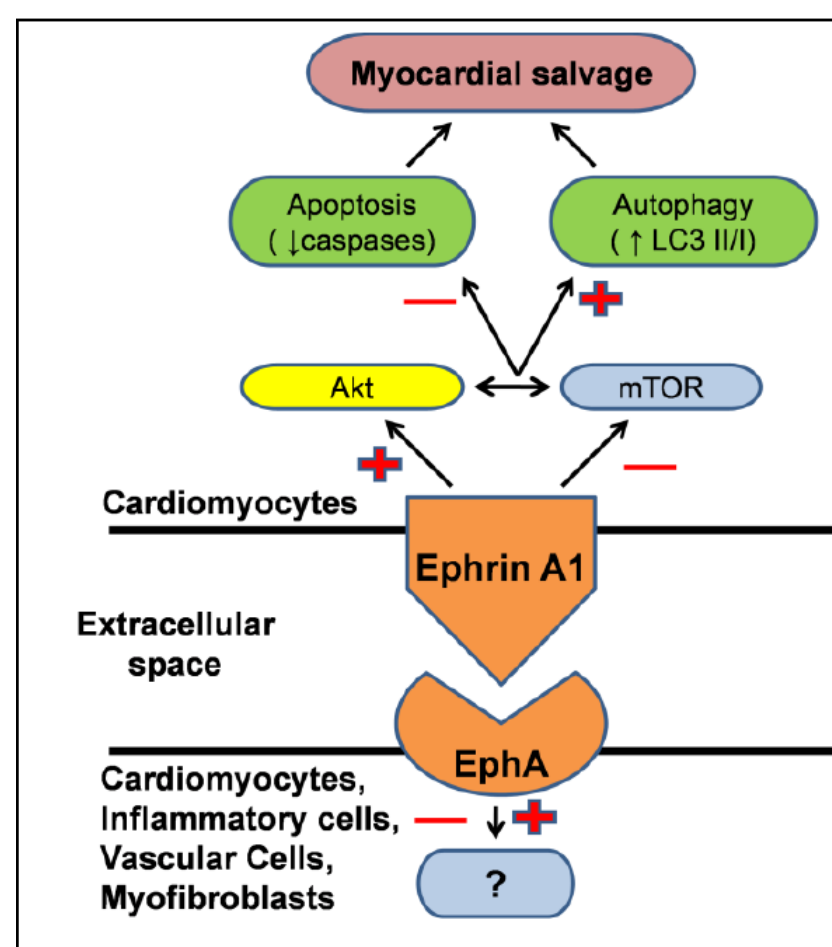 Myocardial salvage
Apoptosis
( ↓caspases)
Autophagy
( ↑ LC3 II/I)
— +
Akt
mTOR
+ —
Cardiomyocytes
Ephrin A1
Extracellular
space
EphA
Cardiomyocytes,
Inflammatory cells,
Vascular Cells,
Myofibroblasts
— +
?